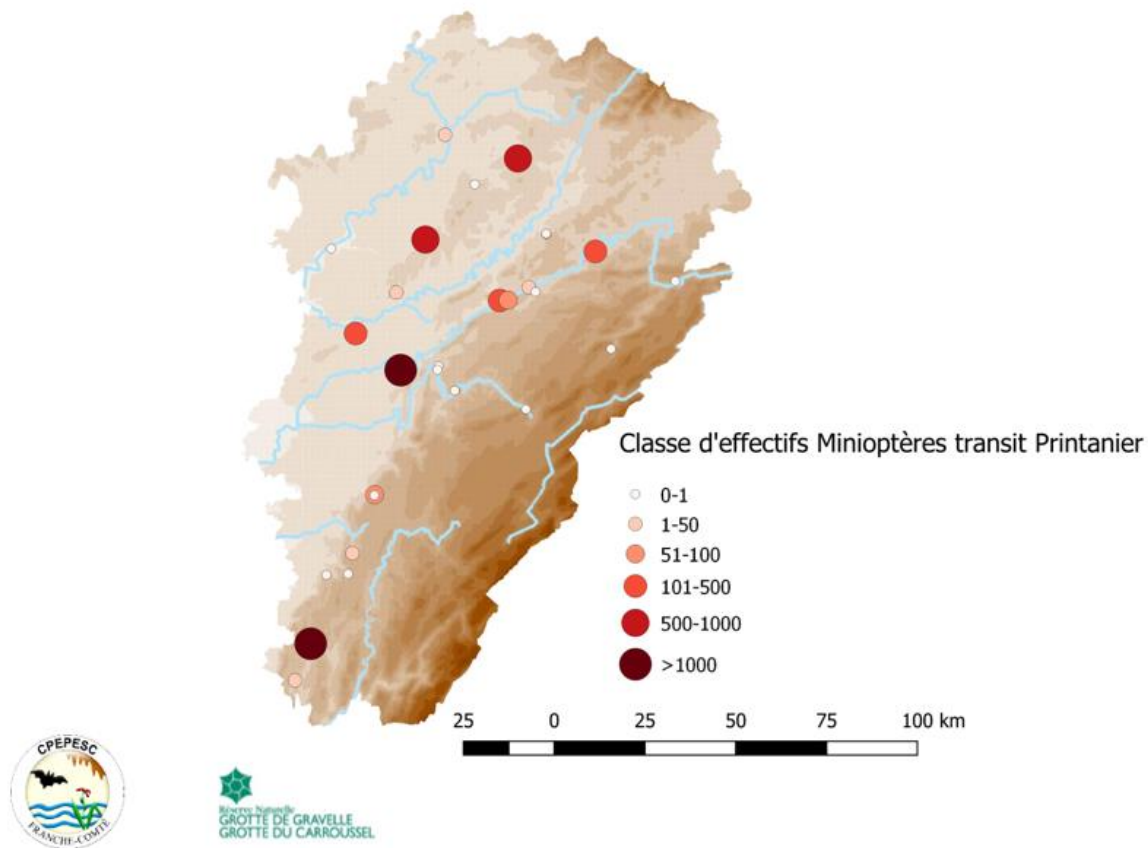 Classe d'effectifs Minioptères transit Printanier
0-1
1-50
51-100
101-500
500-1000
>1000
25 0 25 50 75 100 km
CPEPESC
FRANCHE-COMTÉ
Réserve Naturelle
GROTTE DE GRAVELLE
GROTTE DU CARROUSSEL